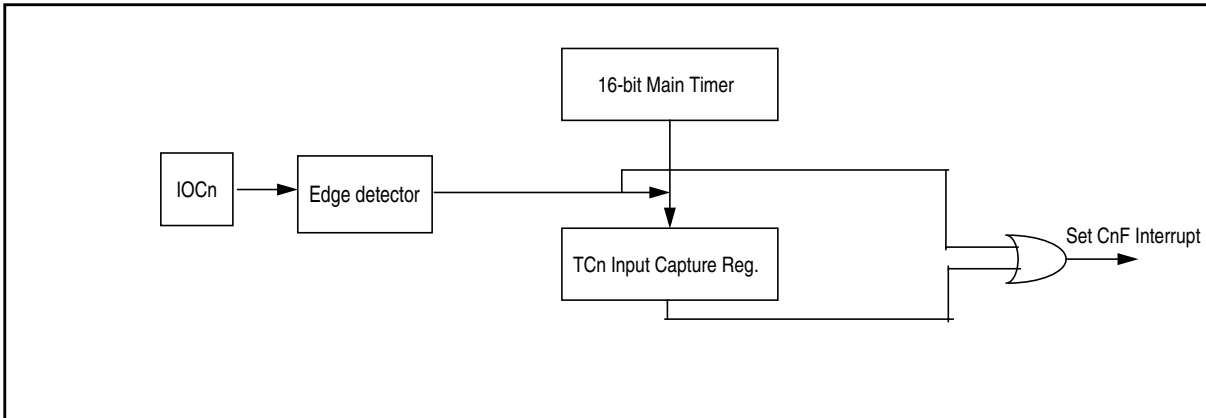 16-bit Main Timer
IOCn
Edge detector
TCn Input Capture Reg.
Set CnF Interrupt